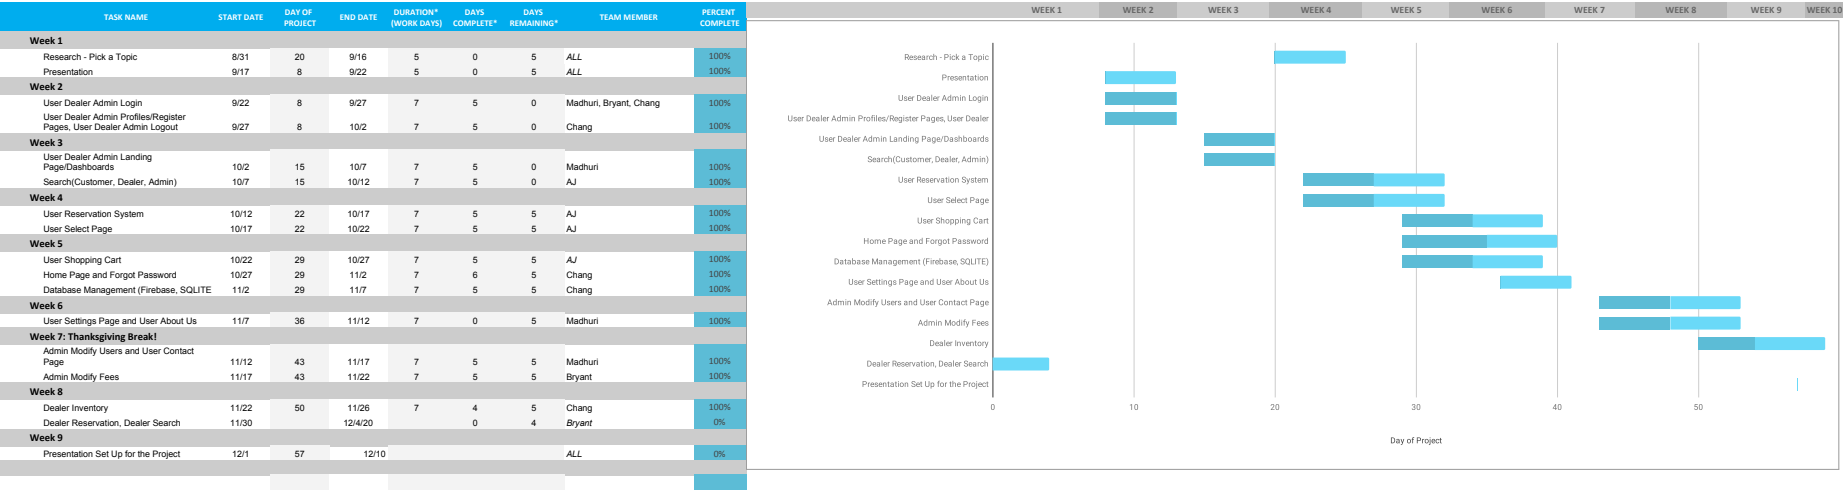 TASK NAME START DATE DAY OF PROJECT END DATE DURATION* (WORK DAYS) DAYS COMPLETE* DAYS REMAINING* TEAM MEMBER PERCENT COMPLETE
Week 1
Research - Pick a Topic 8/31 20 9/16 5 0 5 ALL 100%
Presentation 9/17 8 9/22 5 0 5 ALL 100%
Week 2
User Dealer Admin Login 9/22 8 9/27 7 5 0 Madhuri, Bryant, Chang 100%
User Dealer Admin Profiles/Register
Pages, User Dealer Admin Logout 9/27 8 10/2 7 5 0 Chang 100%
Week 3
User Dealer Admin Landing
Page/Dashboards 10/2 15 10/7 7 5 0 Madhuri 100%
Search(Customer, Dealer, Admin) 10/7 15 10/12 7 5 0 AJ 100%
Week 4
User Reservation System 10/12 22 10/17 7 5 5 AJ 100%
User Select Page 10/17 22 10/22 7 5 5 AJ 100%
Week 5
User Shopping Cart 10/22 29 10/27 7 5 5 AJ 100%
Home Page and Forgot Password 10/27 29 11/2 7 6 5 Chang 100%
Database Management (Firebase, SQLITE 11/2 29 11/7 7 5 5 Chang 100%
Week 6
User Settings Page and User About Us 11/7 36 11/12 7 0 5 Madhuri 100%
Week 7: Thanksgiving Break!
Admin Modify Users and User Contact
Page 11/12 43 11/17 7 5 5 Madhuri 100%
Admin Modify Fees 11/17 43 11/22 7 5 5 Bryant 100%
Week 8
Dealer Inventory 11/22 50 11/26 7 4 5 Chang 100%
Dealer Reservation, Dealer Search 11/30 12/4/20 0 4 Bryant 0%
Week 9
Presentation Set Up for the Project 12/1 57 12/10 ALL 0%
WEEK 1 WEEK 2 WEEK 3 WEEK 4 WEEK 5 WEEK 6 WEEK 7 WEEK 8 WEEK 9 WEEK 10
Research - Pick a Topic
Presentation
User Dealer Admin Login
User Dealer Admin Profiles/Register Pages, User Dealer
User Dealer Admin Landing Page/Dashboards
Search(Customer, Dealer, Admin)
User Reservation System
User Select Page
User Shopping Cart
Home Page and Forgot Password
Database Management (Firebase, SQLITE)
User Settings Page and User About Us
Admin Modify Users and User Contact Page
Admin Modify Fees
Dealer Inventory
Dealer Reservation, Dealer Search
Presentation Set Up for the Project
0 10 20 30 40 50
Day of Project